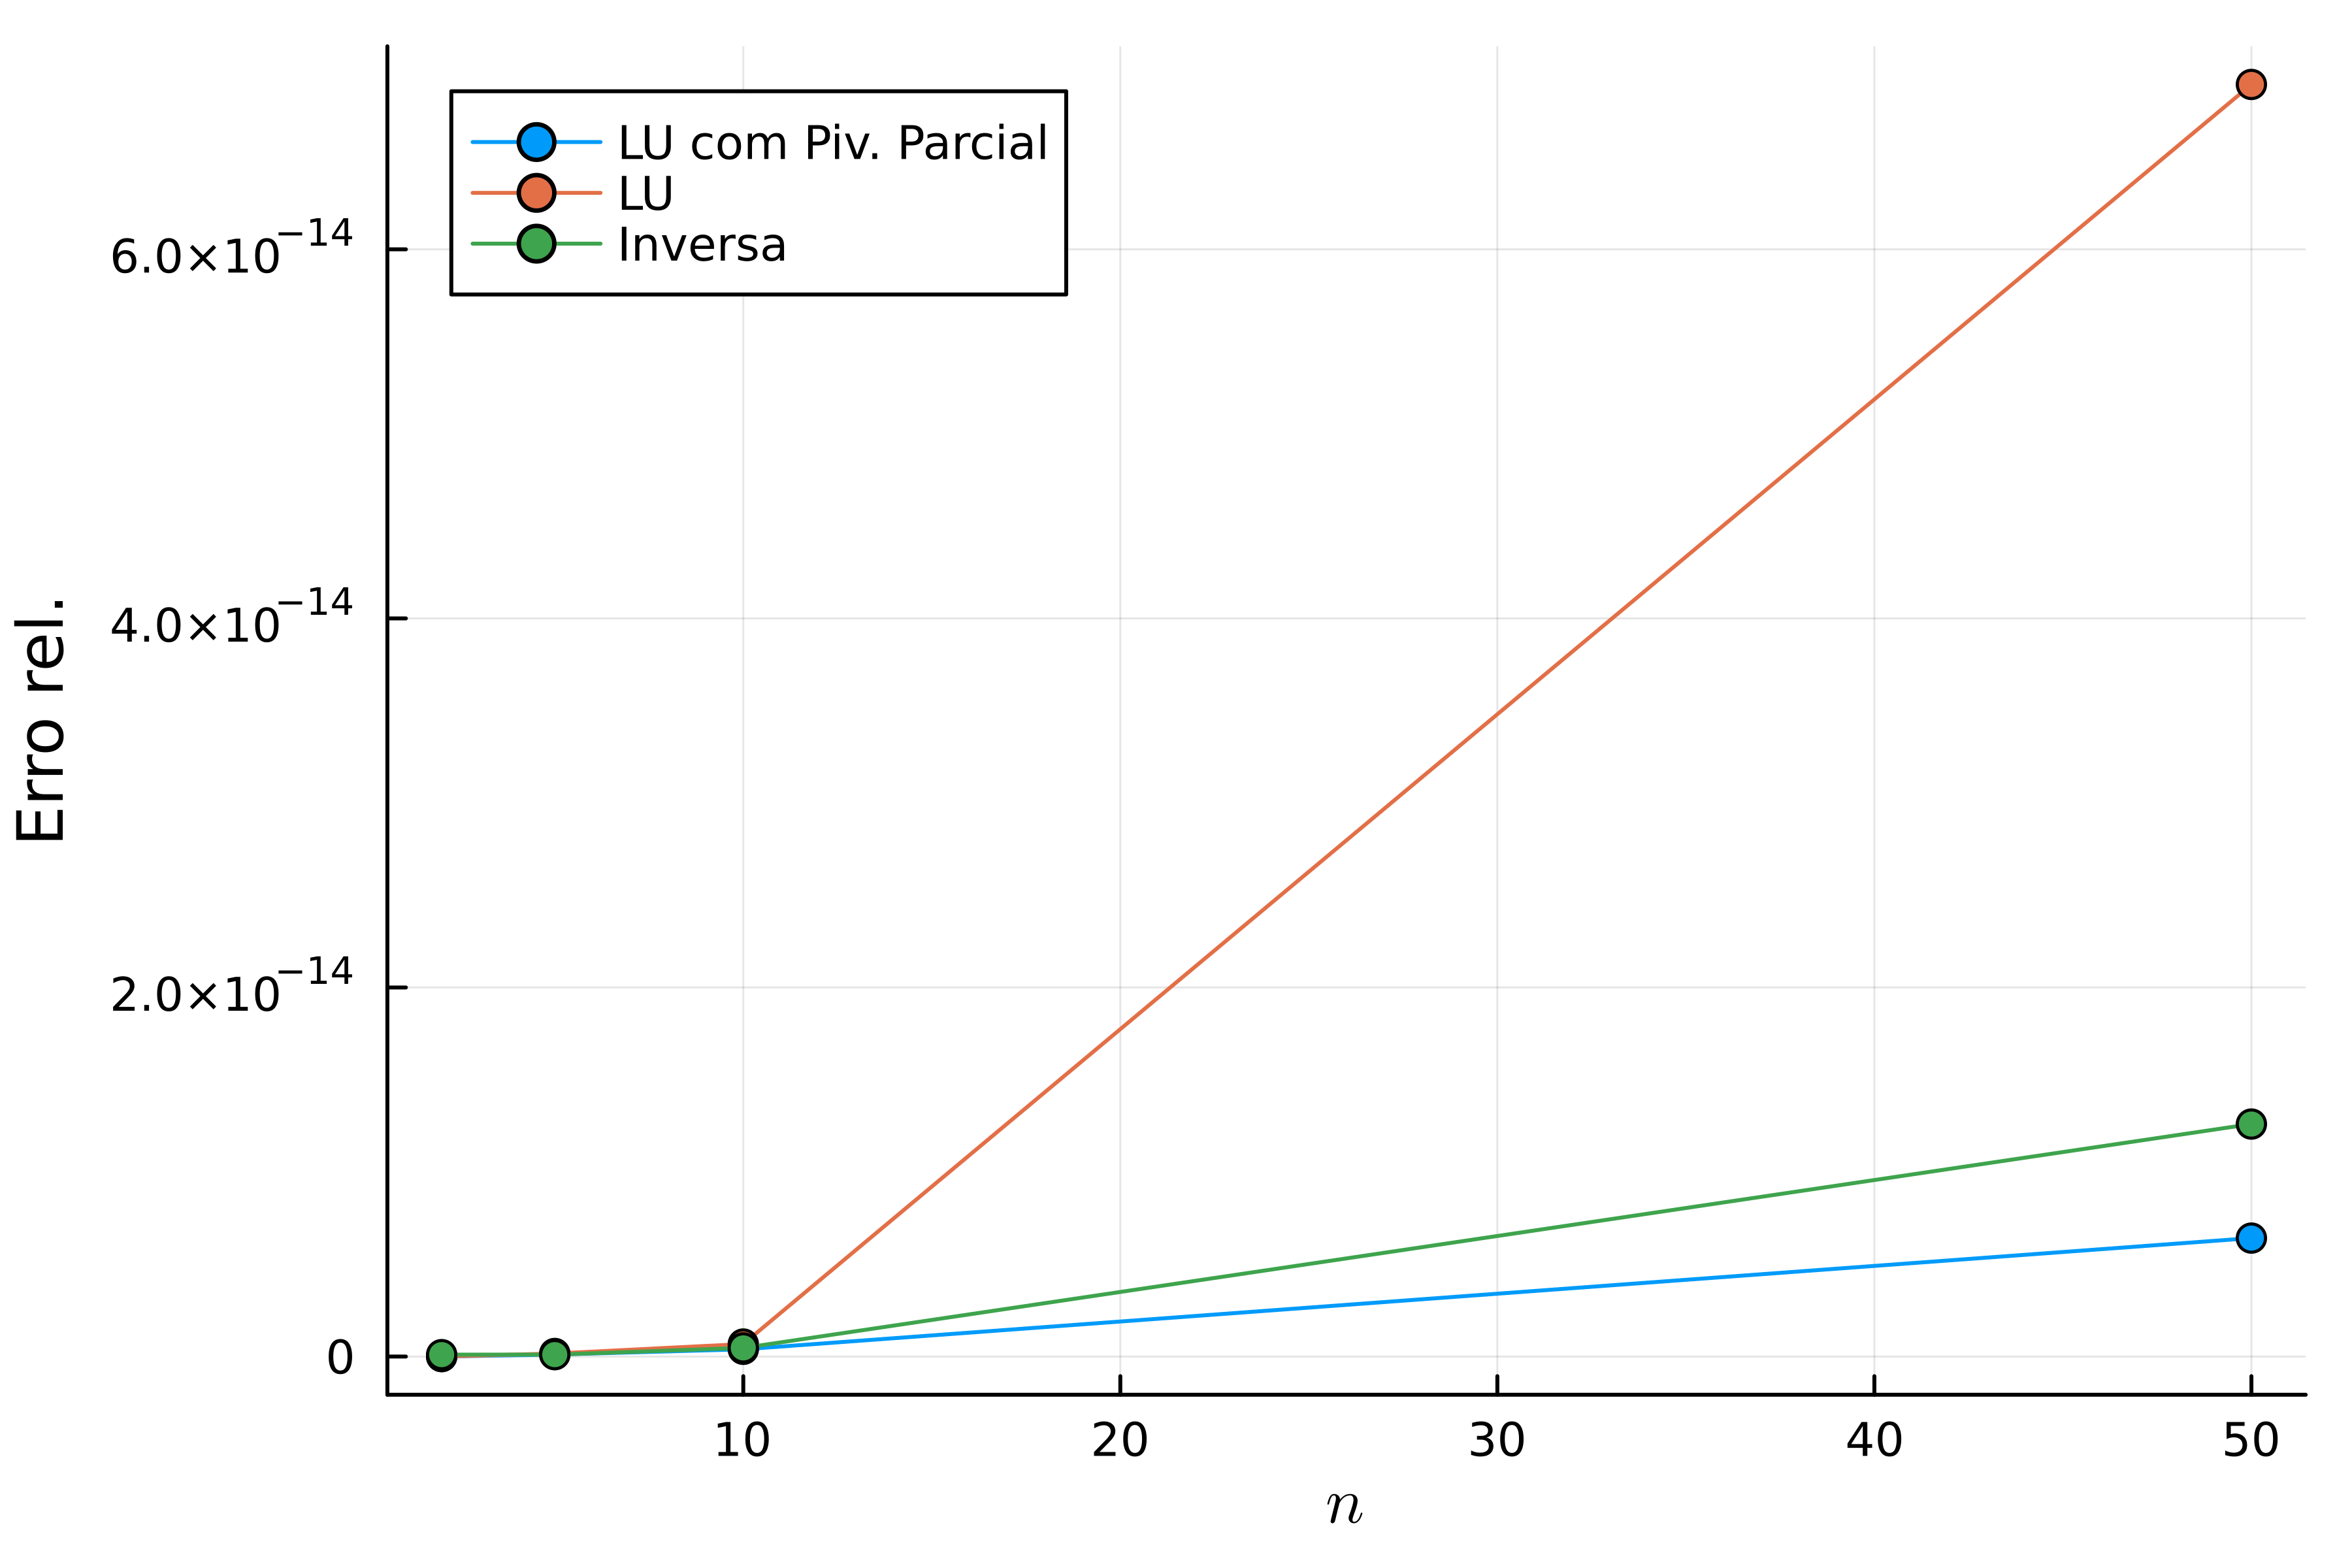 LU com Piv. Parcial
LU
Inversa
6.0×10⁻¹⁴
4.0×10⁻¹⁴
2.0×10⁻¹⁴
0
Erro rel.
10 20 30 40 50
n